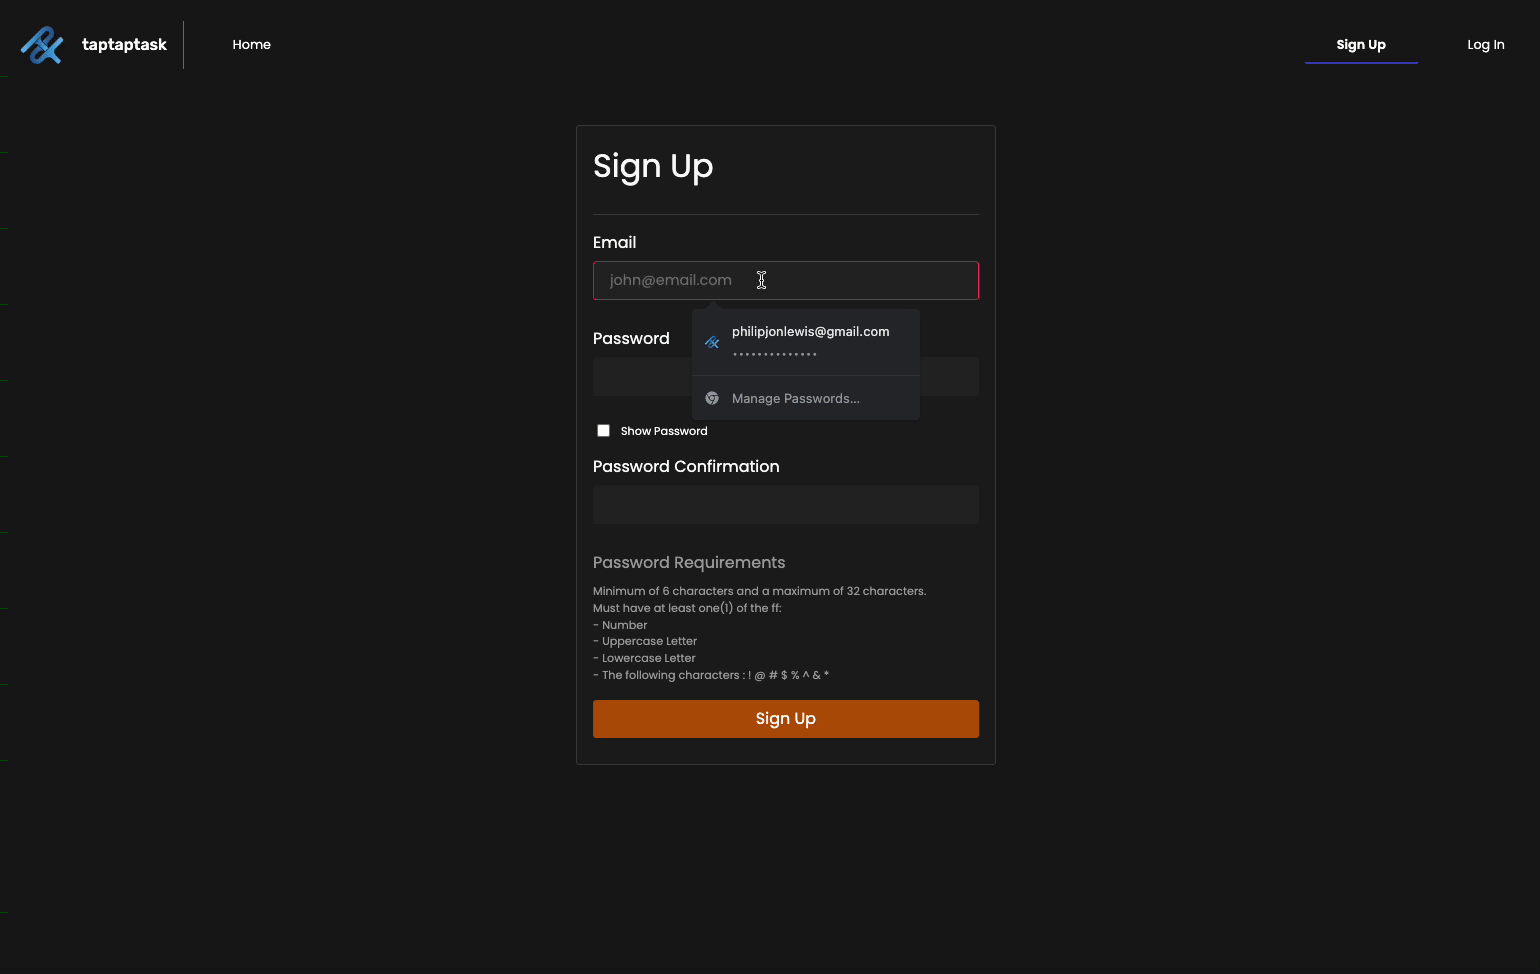 taptaptask
Home
Sign Up
Log In
Sign Up
Email
john@email.com
philipjonlewis@gmail.com
••••••••••••••
Password
Manage Passwords...
Show Password
Password Confirmation
Password Requirements
Minimum of 6 characters and a maximum of 32 characters.
Must have at least one(1) of the ff:
- Number
- Uppercase Letter
- Lowercase Letter
- The following characters : ! @ # $ % ^ & *
Sign Up